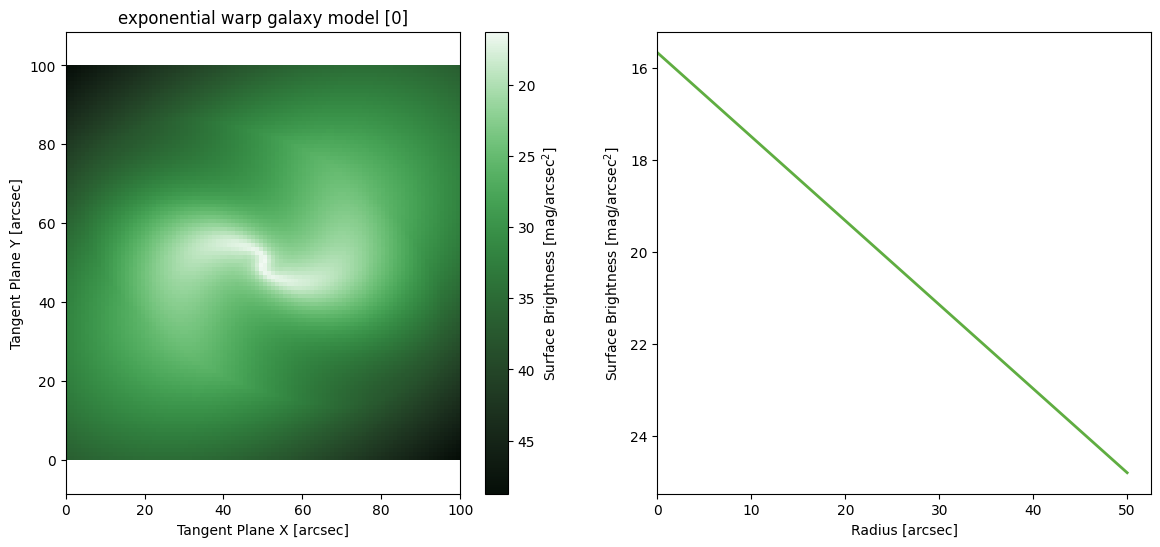 exponential warp galaxy model [0]
100
80
60
40
20
0
Tangent Plane Y [arcsec]
0 20 40 60 80 100
Tangent Plane X [arcsec]
20
25
30
35
40
45
Surface Brightness [mag/arcsec²]
16
18
20
22
24
Surface Brightness [mag/arcsec²]
0 10 20 30 40 50
Radius [arcsec]